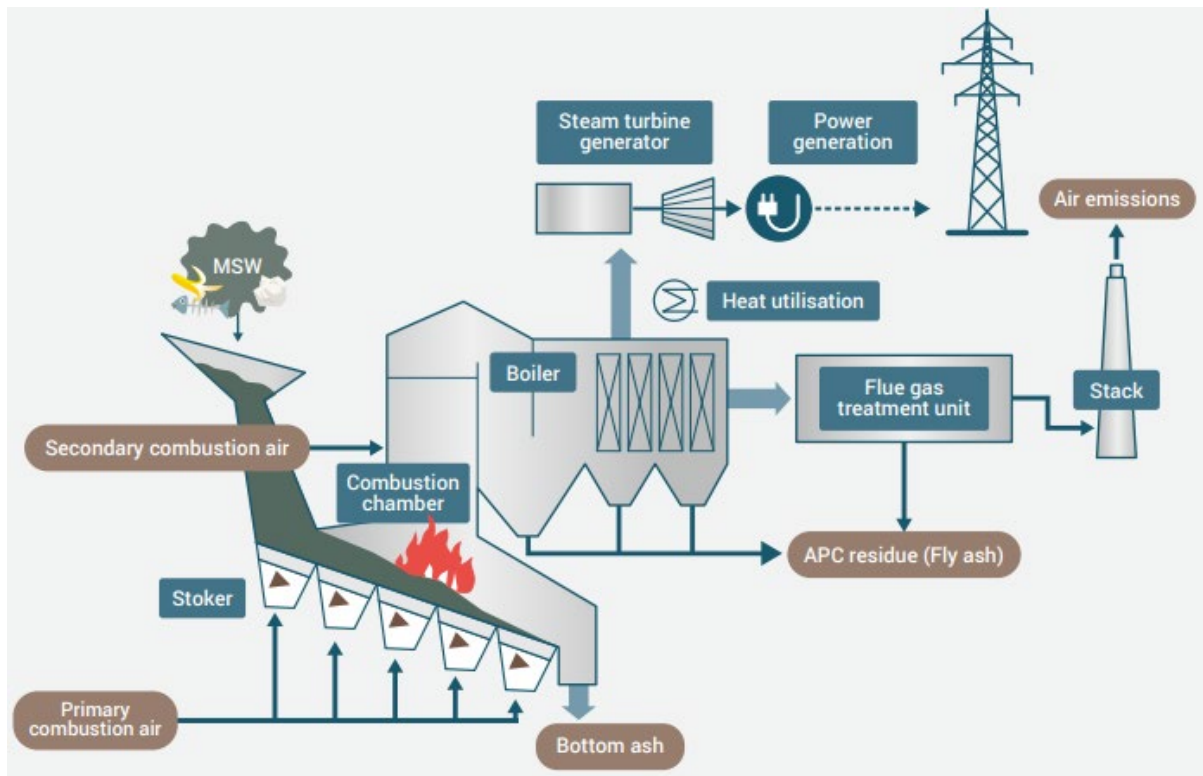 Steam turbine
generator
Power
generation
Air emissions
MSW
Heat utilisation
Boiler
Flue gas
treatment unit
Stack
Secondary combustion air
Combustion
chamber
APC residue (Fly ash)
Stoker
Primary
combustion air
Bottom ash